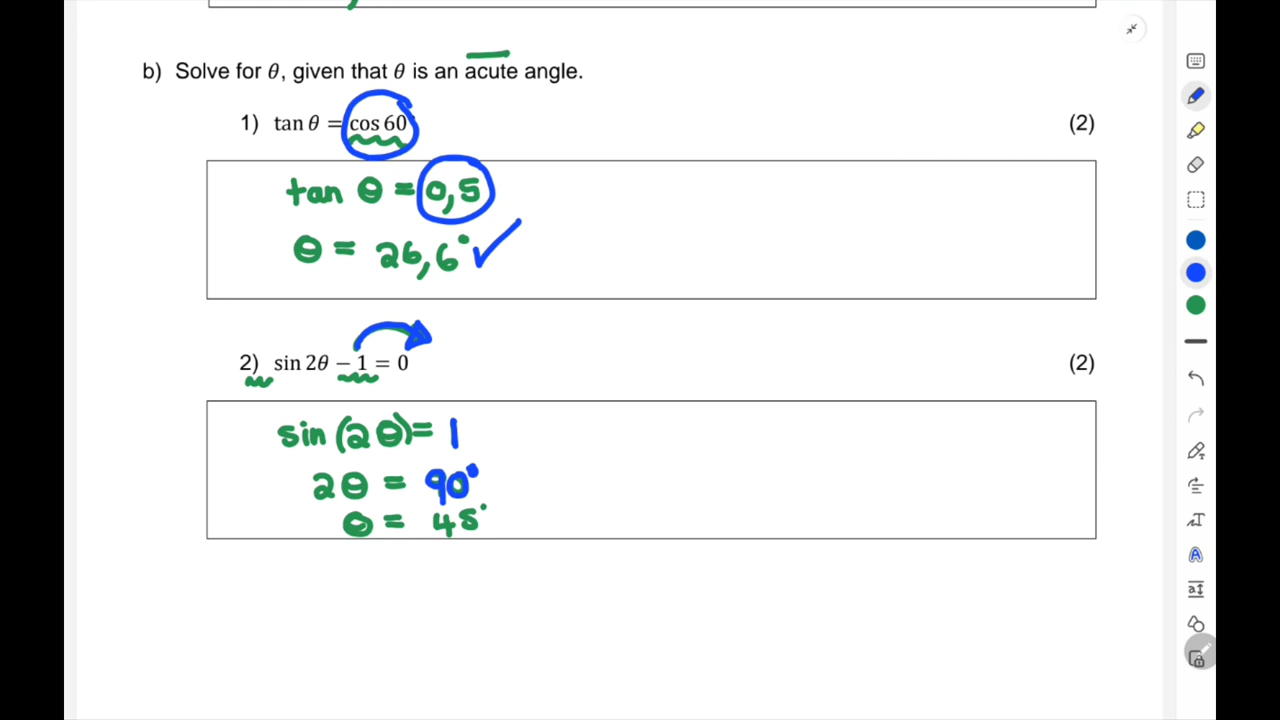 b) Solve for θ, given that θ is an acute angle.
1) tan θ = cos 60 (2)
tan θ = 0,5
θ = 26,6°
2) sin 2θ − 1 = 0 (2)
sin (2θ) = 1
2θ = 90°
θ = 45°